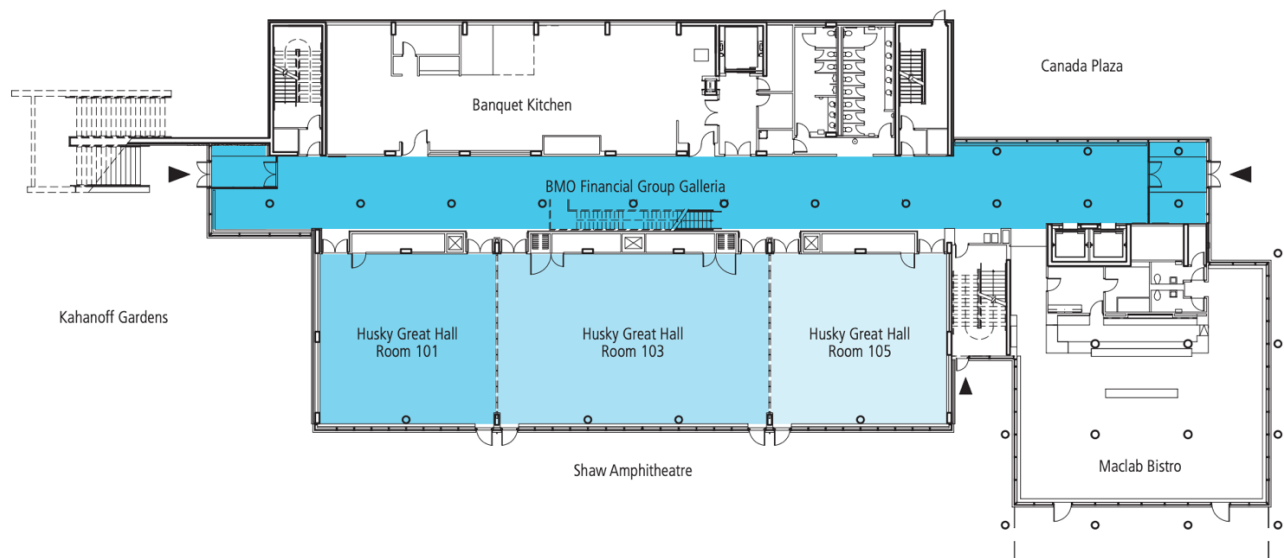 Canada Plaza
Banquet Kitchen
BMO Financial Group Galleria
Kahanoff Gardens
Husky Great Hall
Room 101
Husky Great Hall
Room 103
Husky Great Hall
Room 105
Shaw Amphitheatre
Maclab Bistro